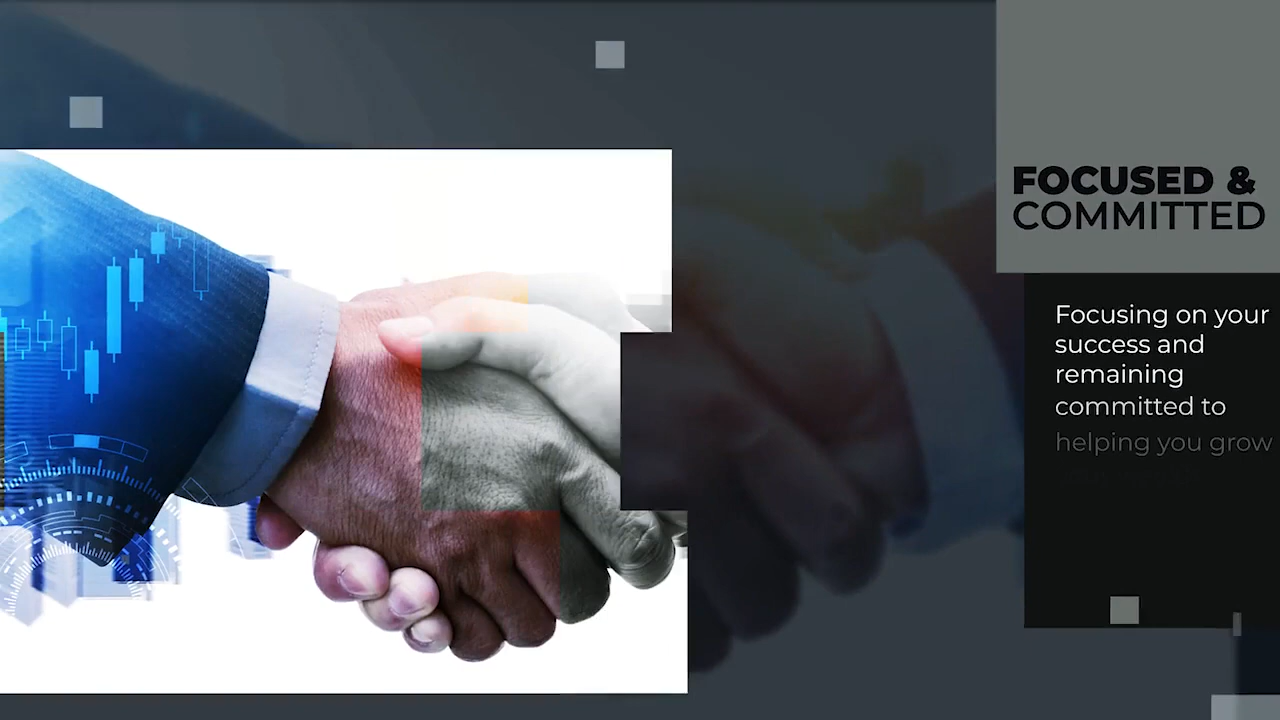 FOCUSED &
COMMITTED
Focusing on your
success and
remaining
committed to
helping you grow